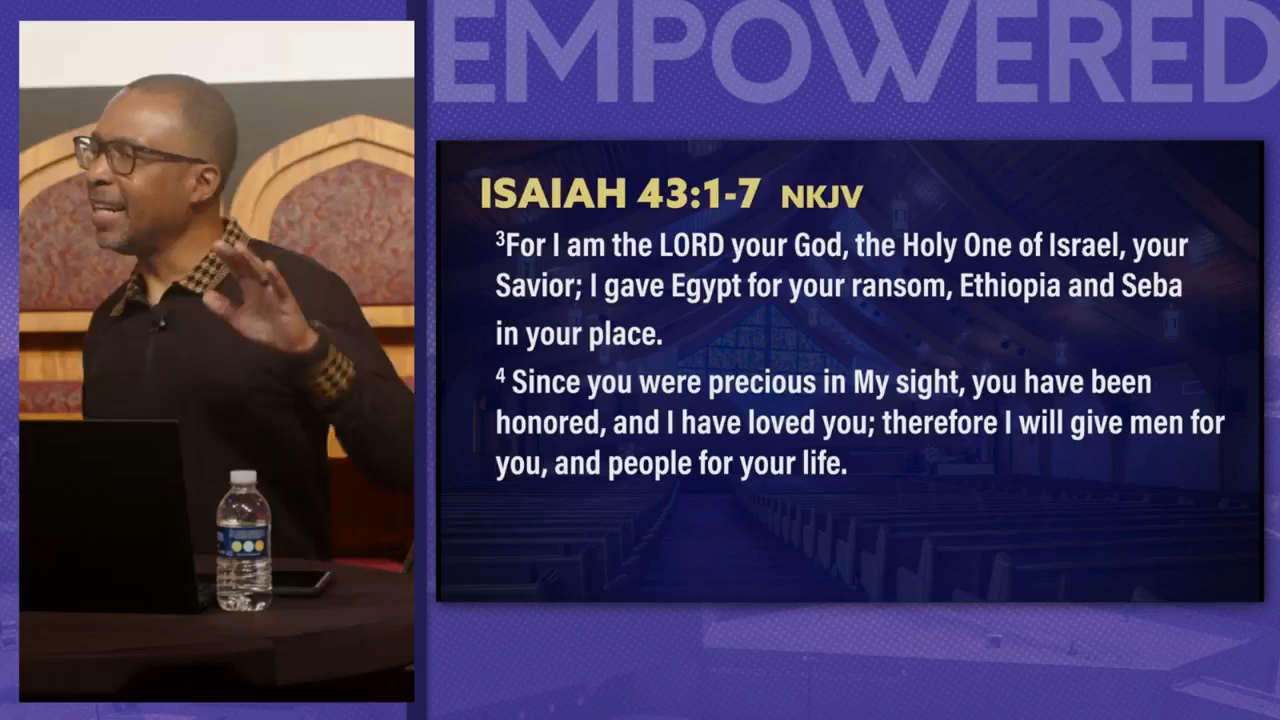 EMPOWERED
ISAIAH 43:1-7 NKJV
³For I am the LORD your God, the Holy One of Israel, your
Savior; I gave Egypt for your ransom, Ethiopia and Seba
in your place.
⁴ Since you were precious in My sight, you have been
honored, and I have loved you; therefore I will give men for
you, and people for your life.